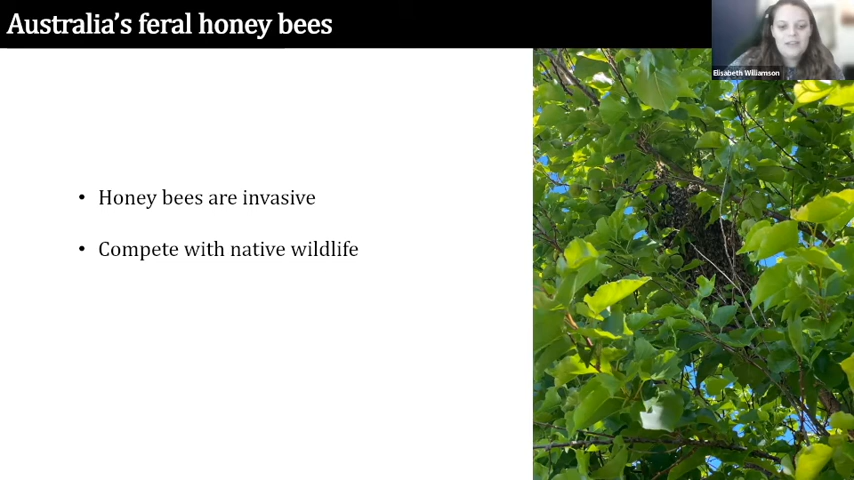 Australia's feral honey bees
Elisabeth Williamson
• Honey bees are invasive
• Compete with native wildlife